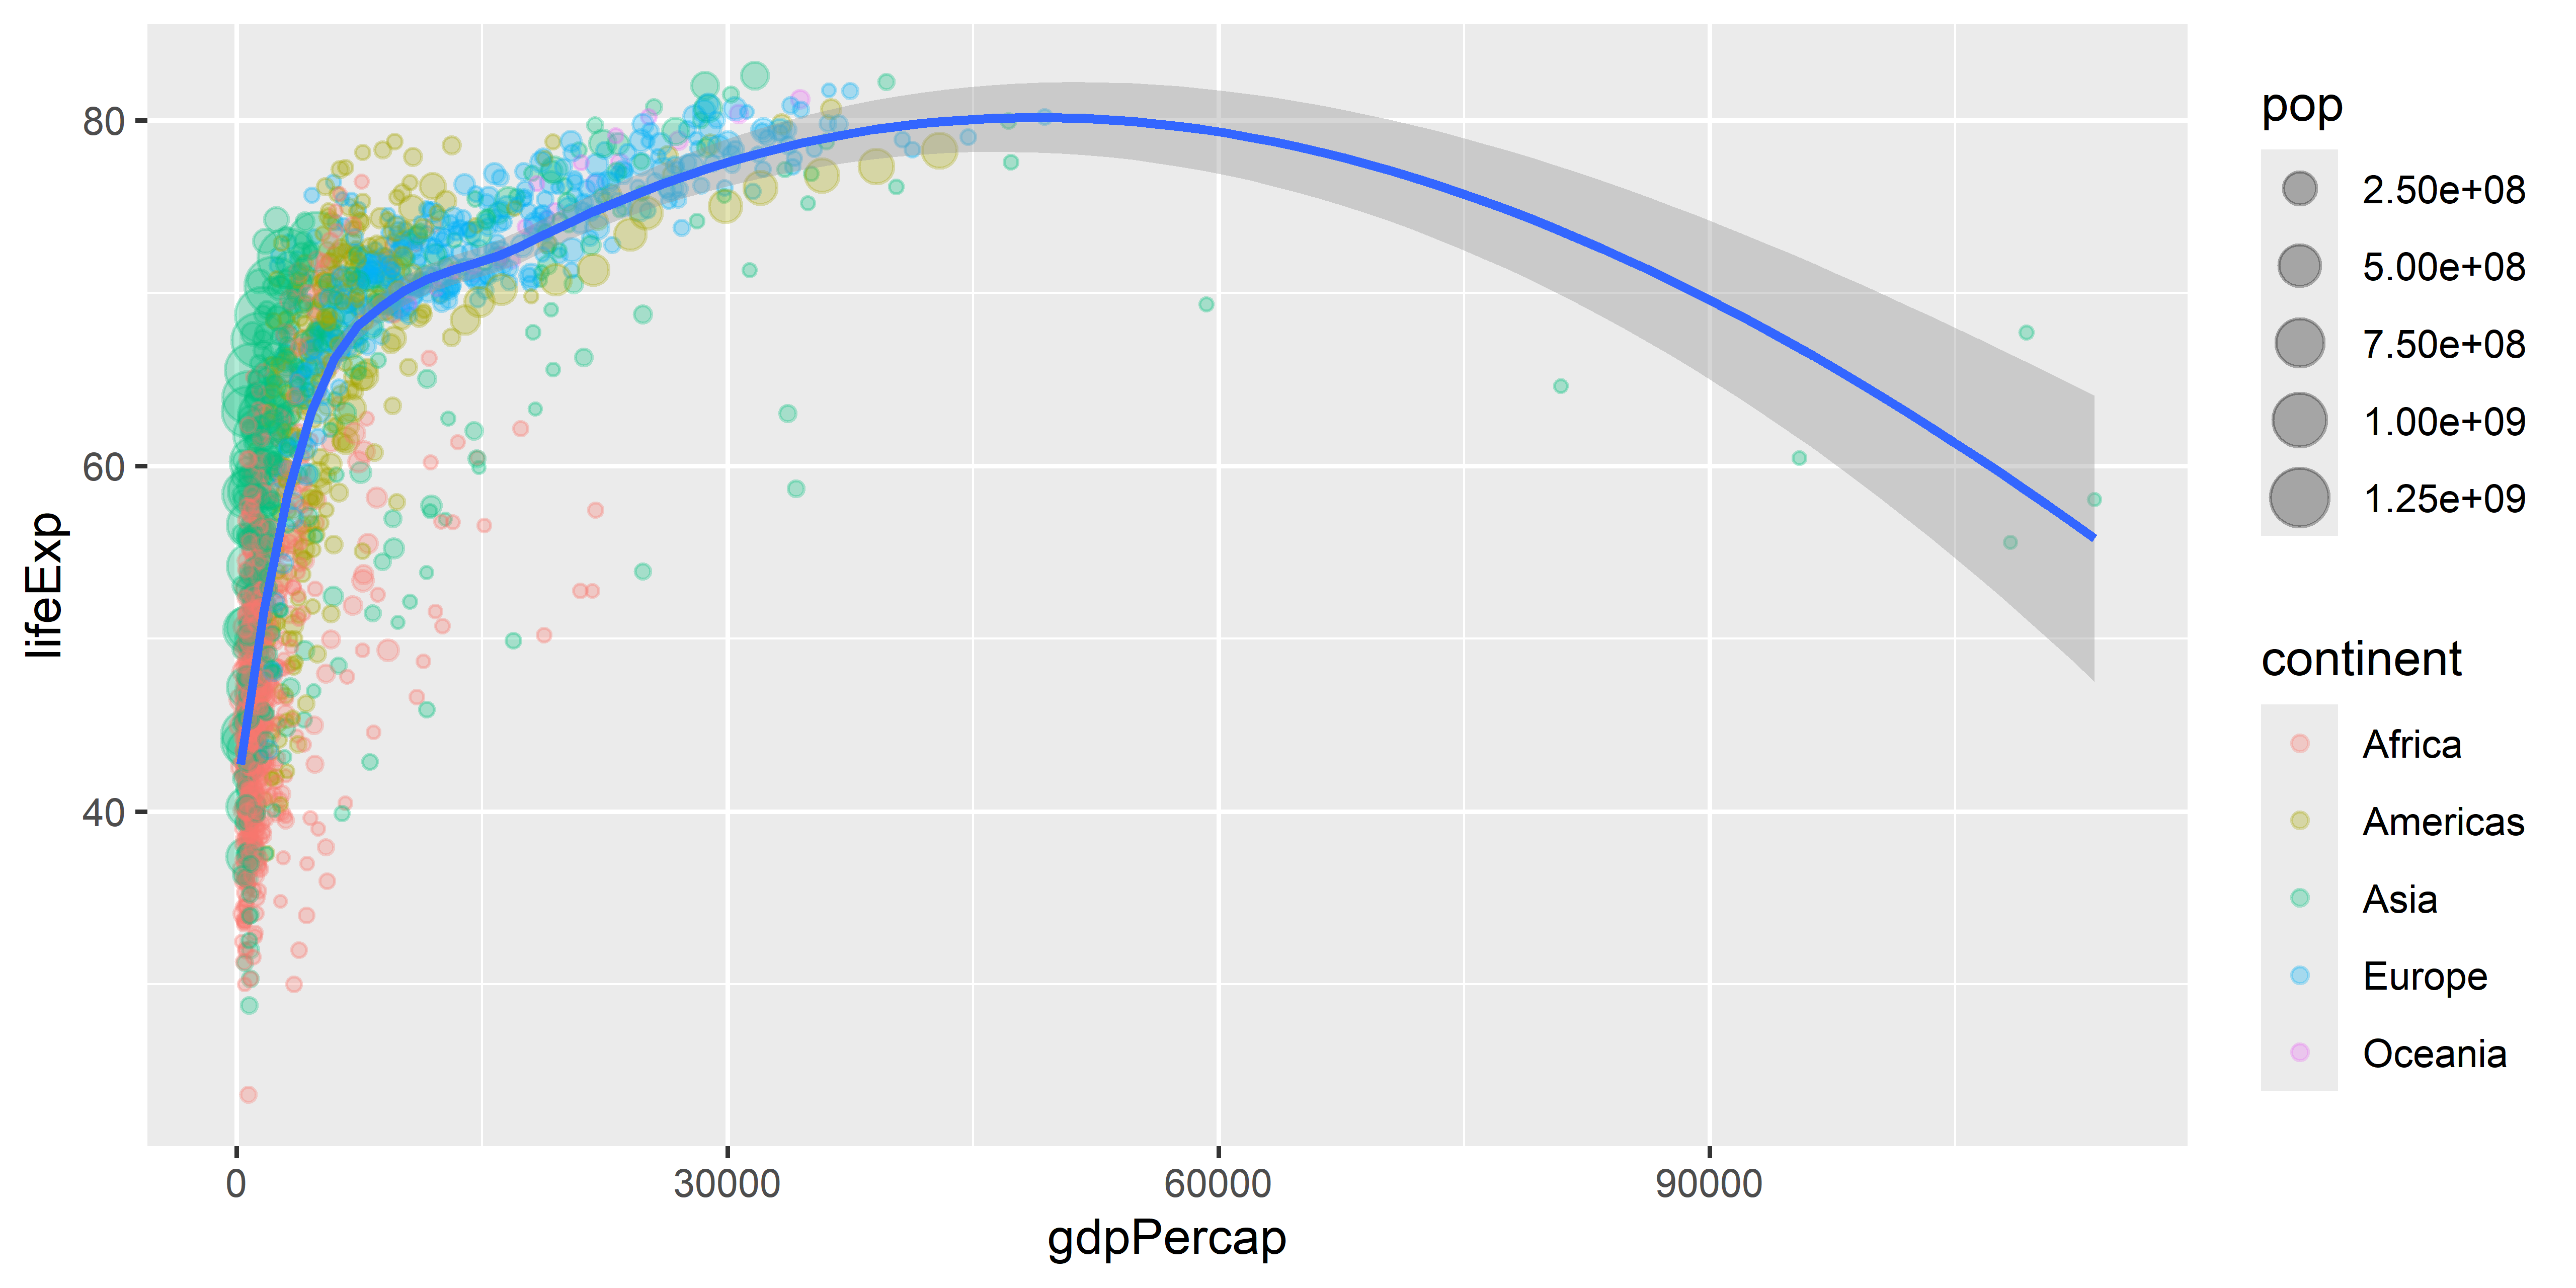 80
60
40
lifeExp
0
30000
60000
90000
gdpPercap
pop
2.50e+08
5.00e+08
7.50e+08
1.00e+09
1.25e+09
continent
Africa
Americas
Asia
Europe
Oceania